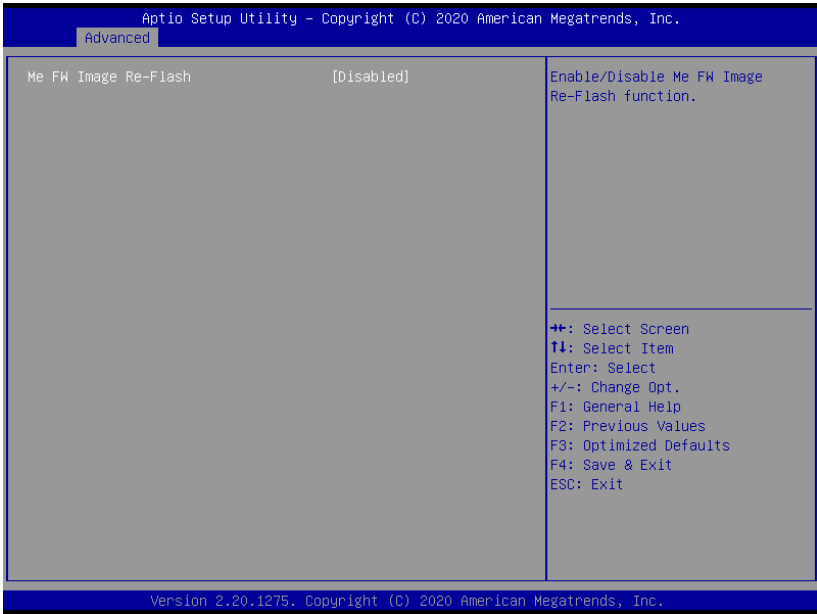 Aptio Setup Utility – Copyright (C) 2020 American Megatrends, Inc.
Advanced
Me FW Image Re-Flash [Disabled]
Enable/Disable Me FW Image
Re-Flash function.
→←: Select Screen
↑↓: Select Item
Enter: Select
+/-: Change Opt.
F1: General Help
F2: Previous Values
F3: Optimized Defaults
F4: Save & Exit
ESC: Exit
Version 2.20.1275. Copyright (C) 2020 American Megatrends, Inc.